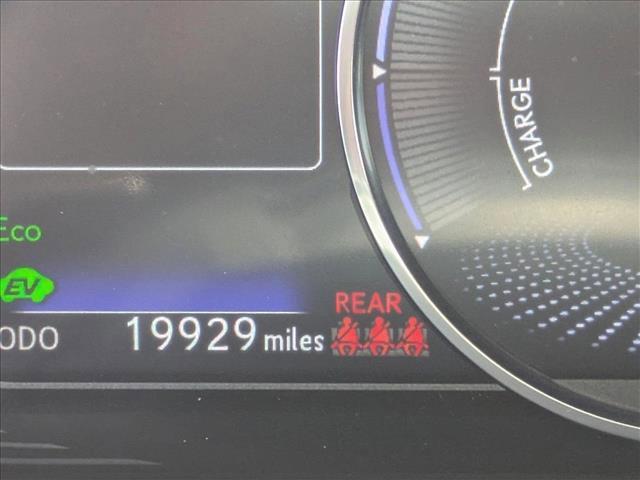 CHARGE
Eco
EV
REAR
ODO 19929 miles